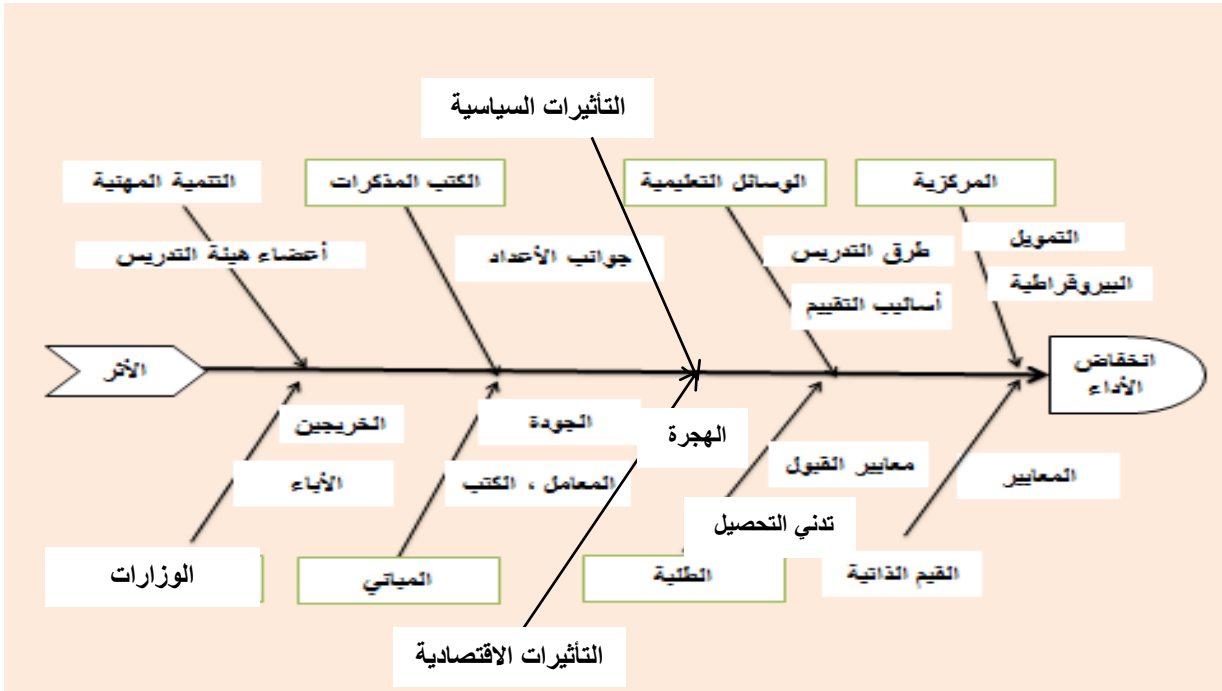 التأثيرات السياسية
المركزية
الوسائل التعليمية
الكتب المذكرات
التنمية المهنية
التمويل
طرق التدريس
جوانب الأعداد
أعضاء هيئة التدريس
البيروقراطية
أساليب التقييم
انخفاض
الأداء
الأثر
الهجرة
الجودة
الخريجين
المعايير
معايير القبول
المعامل ، الكتب
الأباء
تدني التحصيل
القيم الذاتية
الطلبة
المباني
الوزارات
التأثيرات الاقتصادية